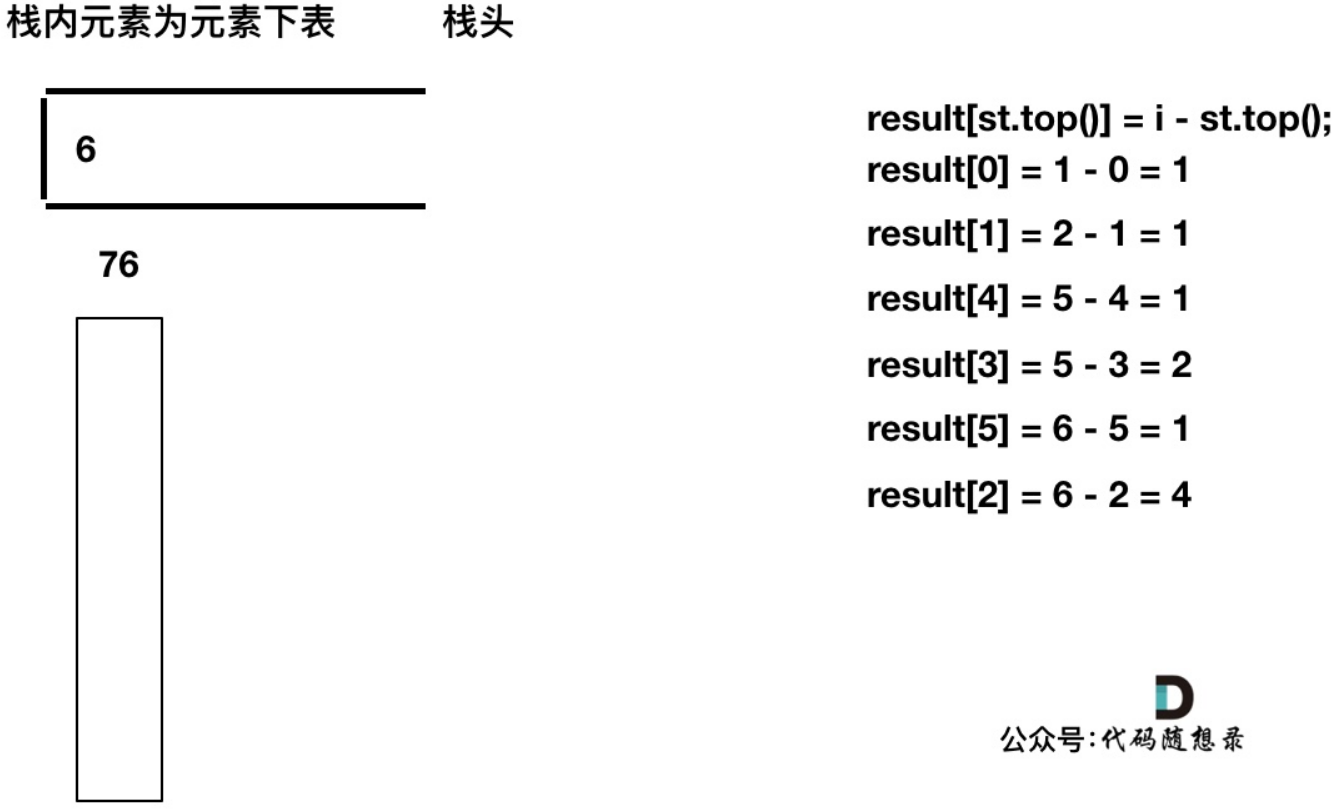 栈内元素为元素下表 栈头
6
76
result[st.top()] = i - st.top();
result[0] = 1 - 0 = 1
result[1] = 2 - 1 = 1
result[4] = 5 - 4 = 1
result[3] = 5 - 3 = 2
result[5] = 6 - 5 = 1
result[2] = 6 - 2 = 4
公众号:代码随想录